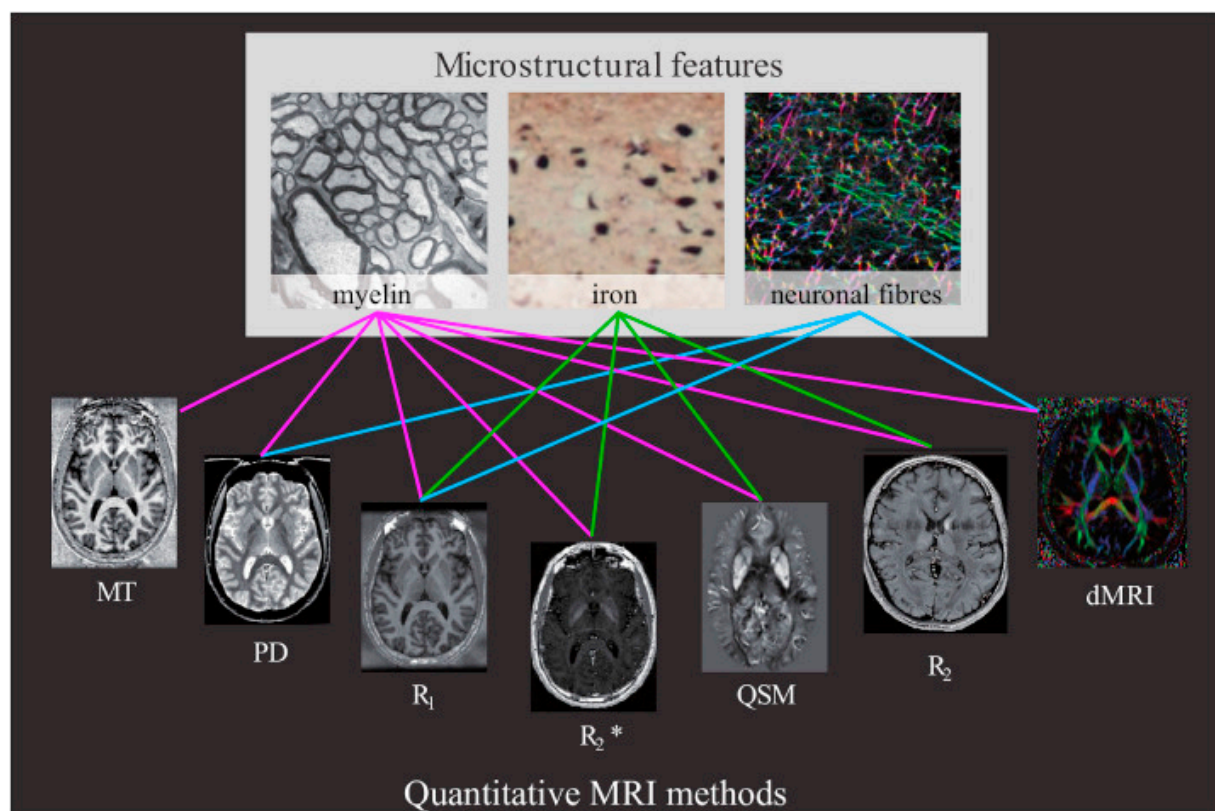 Microstructural features
myelin
iron
neuronal fibres
MT
PD
R₁
R₂*
QSM
R₂
dMRI
Quantitative MRI methods